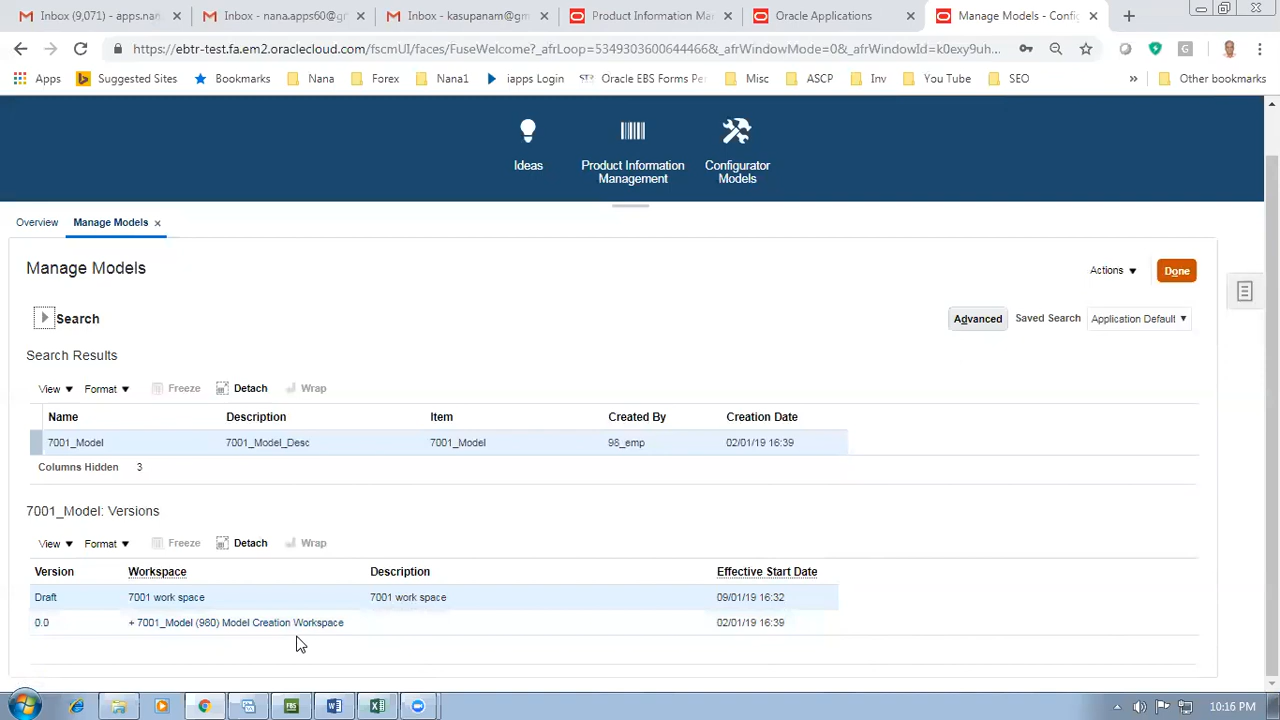 Inbox (9,071) - apps.nan
Inbox - nana.apps00@gm
Inbox - kasupanam@gm
Product Information Ma
Oracle Applications
Manage Models - Config
https://ebtr-test.fa.em2.oraclecloud.com/fscmUI/faces/FuseWelcome?_afrLoop=53493036006444466&_afrWindowMode=0&_afrWindowId=k0exy9uh...
Apps
Suggested Sites
Bookmarks
Nana
Forex
Nana1
iapps Login
Oracle EBS Forms Per
Misc
ASCP
Inv
You Tube
SEO
»
Other bookmarks
Ideas
Product Information Management
Configurator Models
Overview
Manage Models
Manage Models
Actions
Done
Search
Advanced
Saved Search
Application Default
Search Results
View
Format
Freeze
Detach
Wrap
Name
Description
Item
Created By
Creation Date
7001_Model
7001_Model_Desc
7001_Model
98_emp
02/01/19 16:39
Columns Hidden 3
7001_Model: Versions
View
Format
Freeze
Detach
Wrap
Version
Workspace
Description
Effective Start Date
Draft
7001 work space
7001 work space
09/01/19 16:32
0.0
+ 7001_Model (980) Model Creation Workspace
02/01/19 16:39
10:16 PM